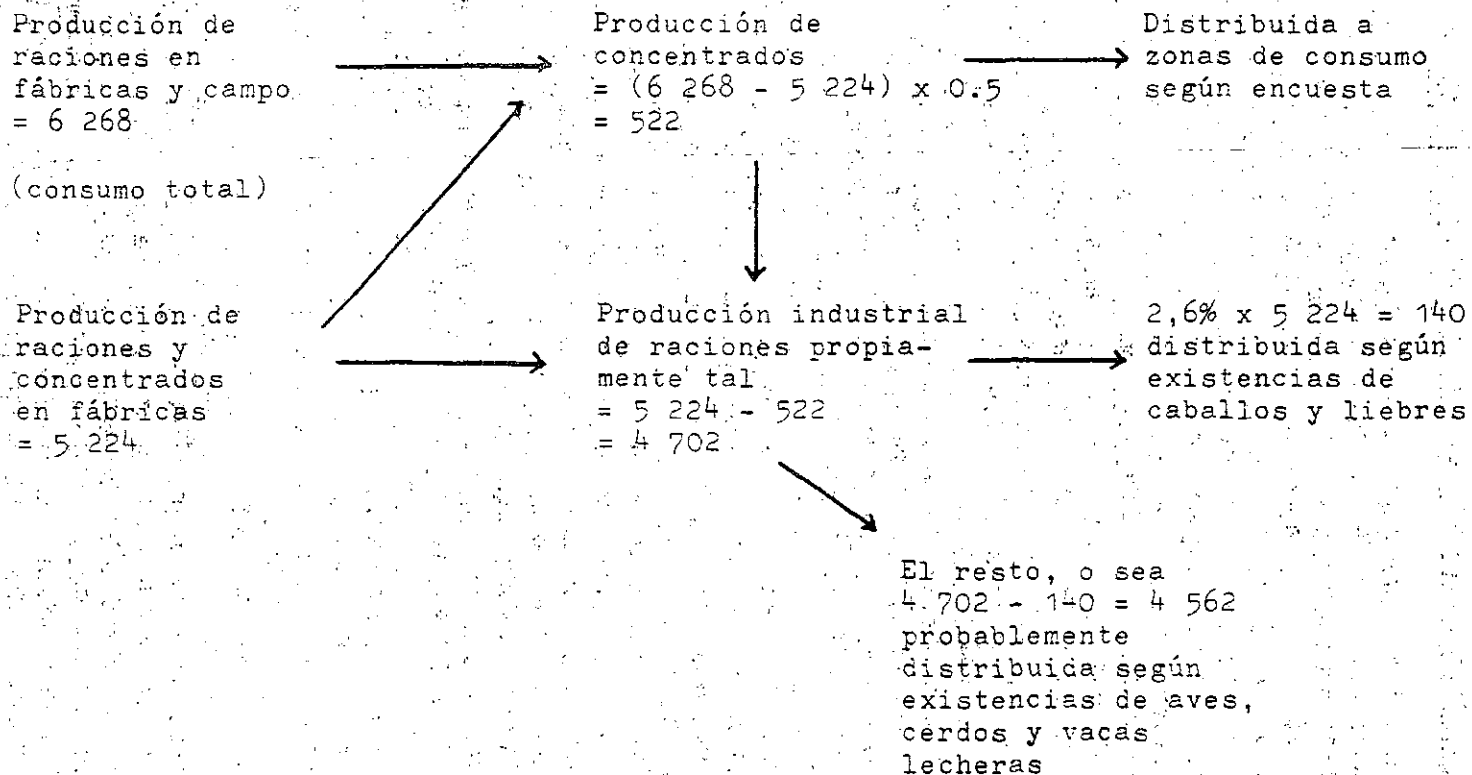 Producción de
raciones en
fábricas y campo
= 6 268
(consumo total)
Producción de
concentrados
= (6 268 - 5 224) x 0.5
= 522
Distribuida a
zonas de consumo
según encuesta
Producción de
raciones y
concentrados
en fábricas
= 5 224
Producción industrial
de raciones propia-
mente tal
= 5 224 - 522
= 4 702
2,6% x 5 224 = 140
distribuida según
existencias de
caballos y liebres
El resto, o sea
4.702 - 140 = 4 562
probablemente
distribuida según
existencias de aves,
cerdos y vacas
lecheras